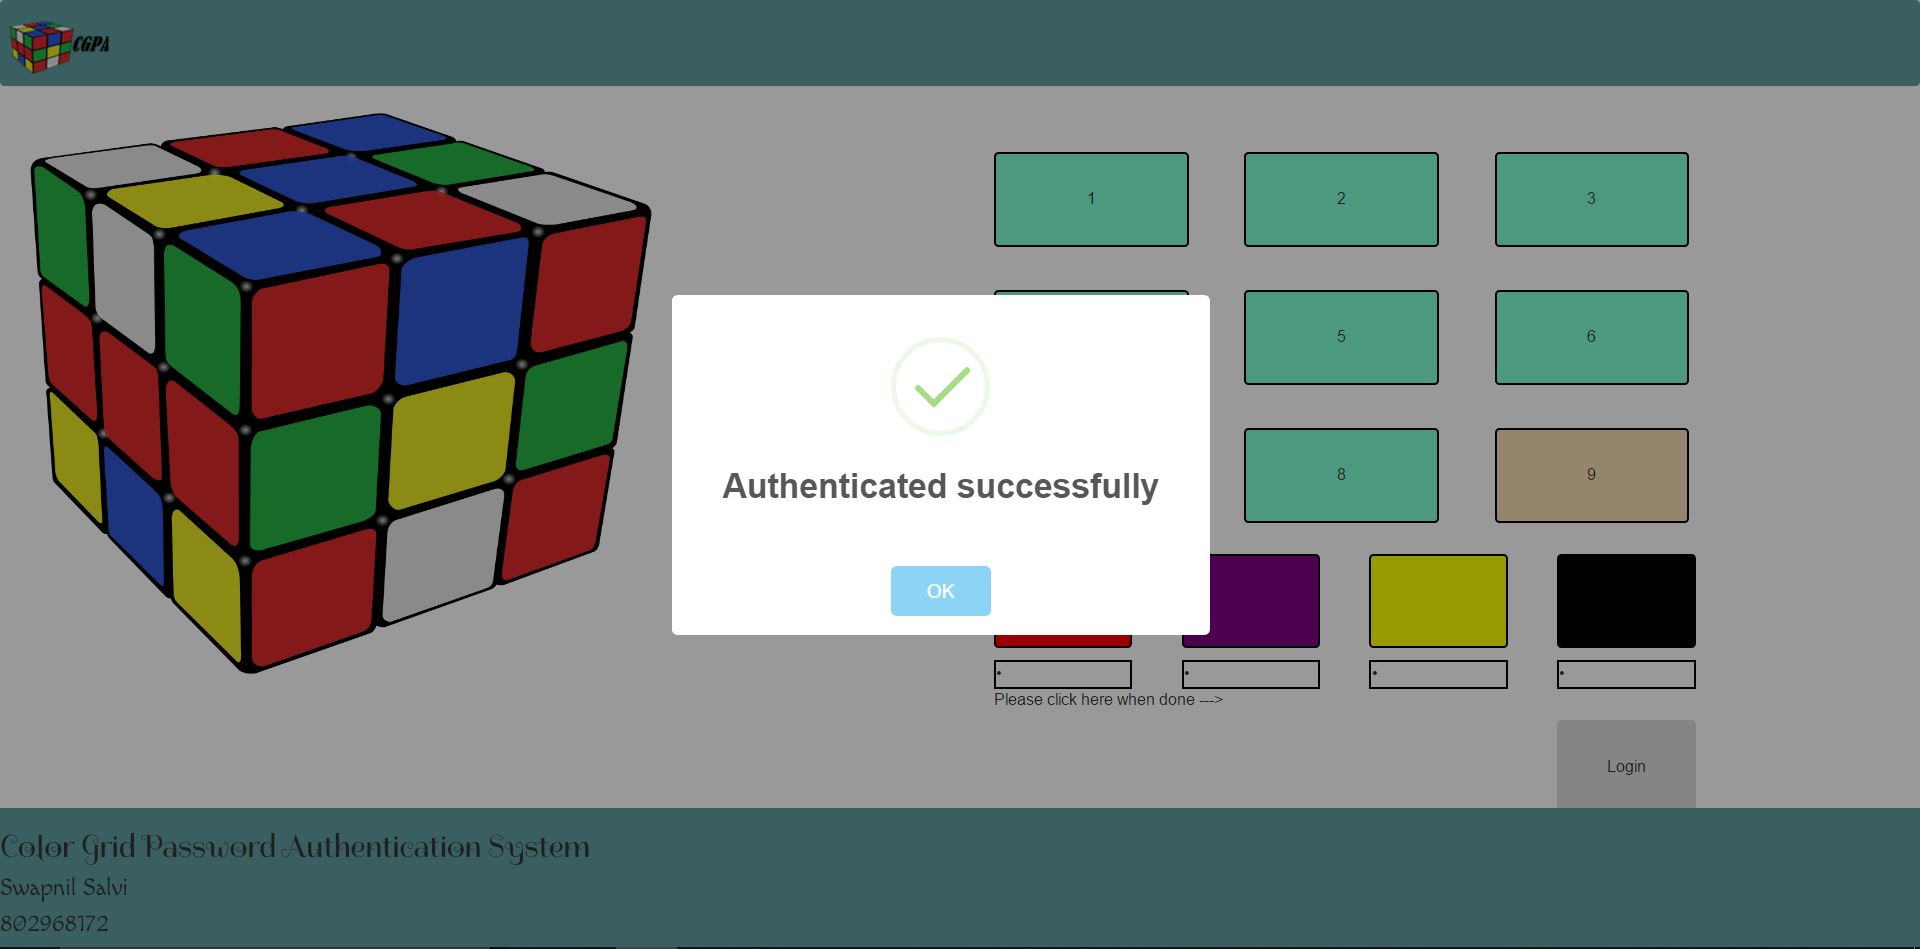 CGPA
1 2 3
5 6
8 9
Authenticated successfully
OK
Please click here when done --->
Login
Color Grid Password Authentication System
Swapnil Salvi
802968172